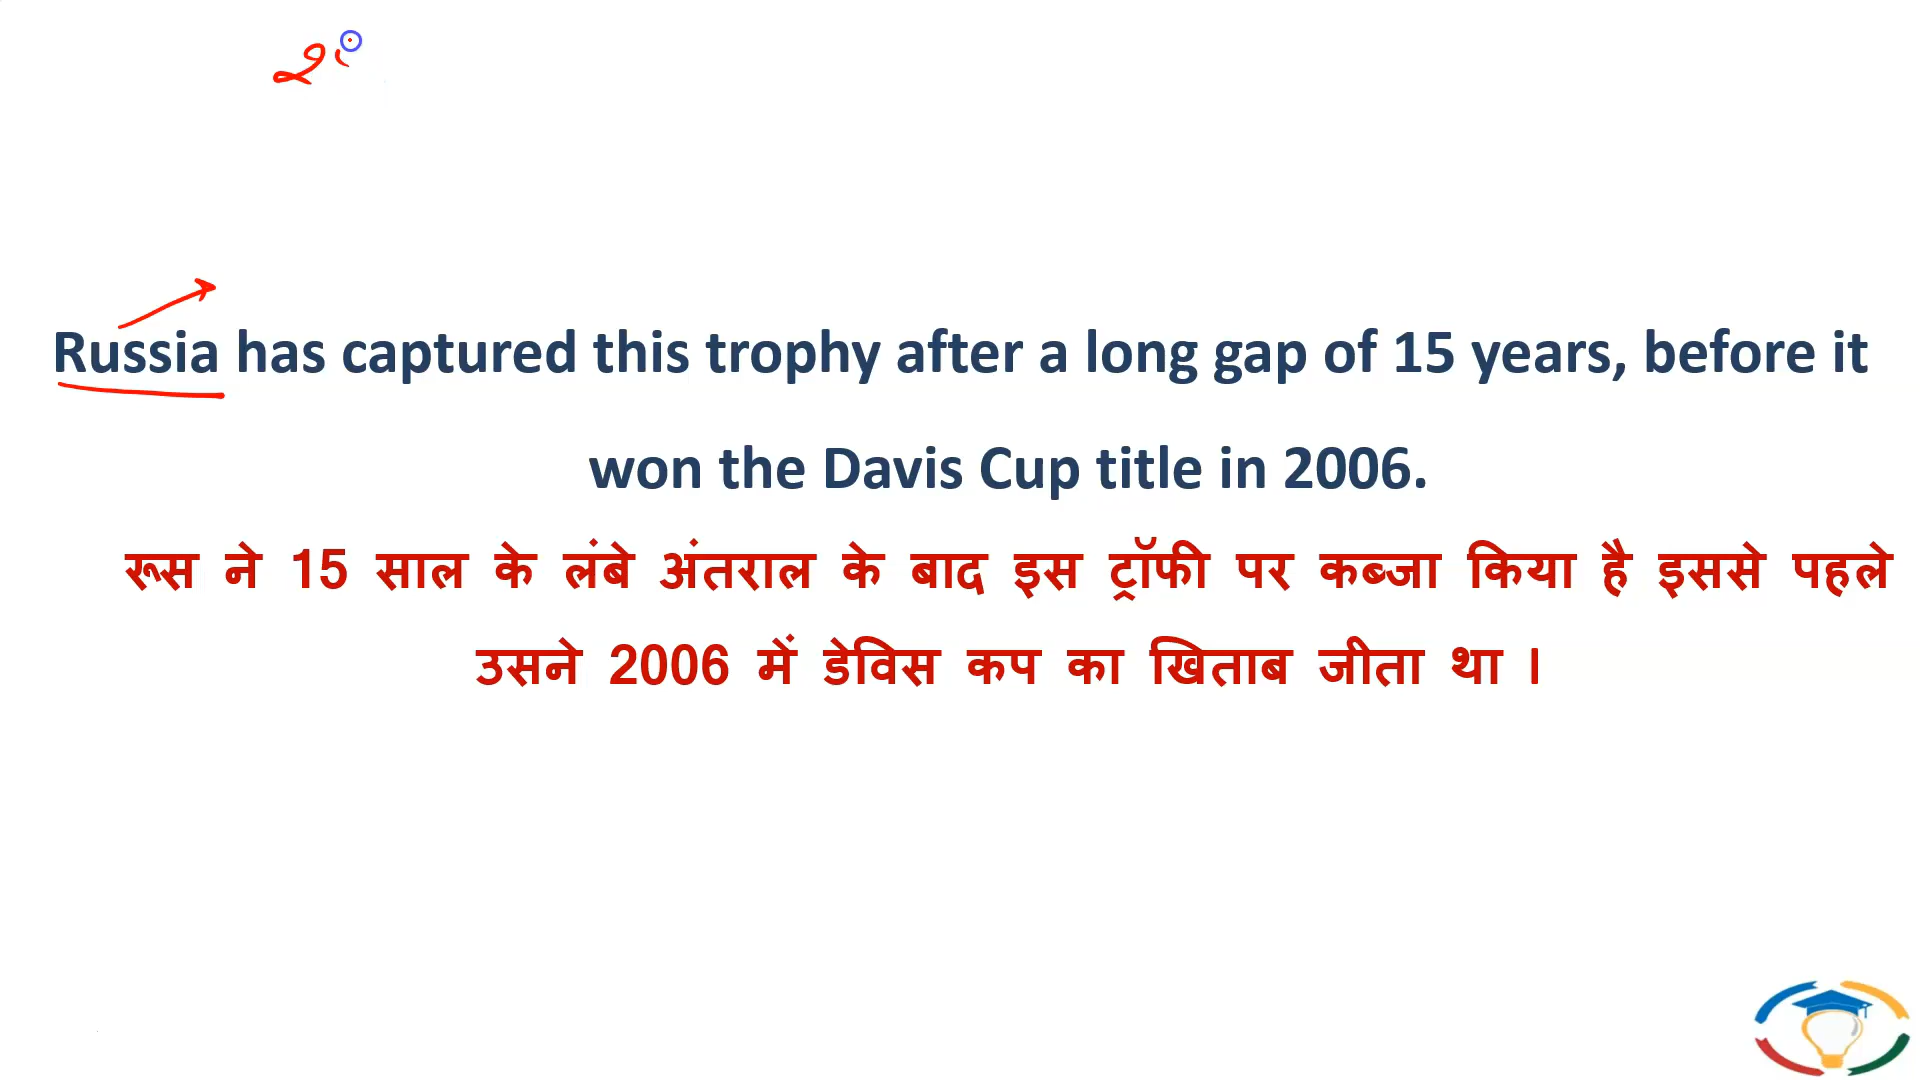 Russia has captured this trophy after a long gap of 15 years, before it
won the Davis Cup title in 2006.
रूस ने 15 साल के लंबे अंतराल के बाद इस ट्रॉफी पर कब्जा किया है इससे पहले
उसने 2006 में डेविस कप का खिताब जीता था ।